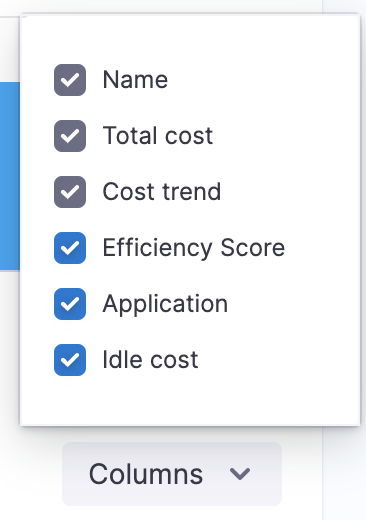 Name
Total cost
Cost trend
Efficiency Score
Application
Idle cost
Columns